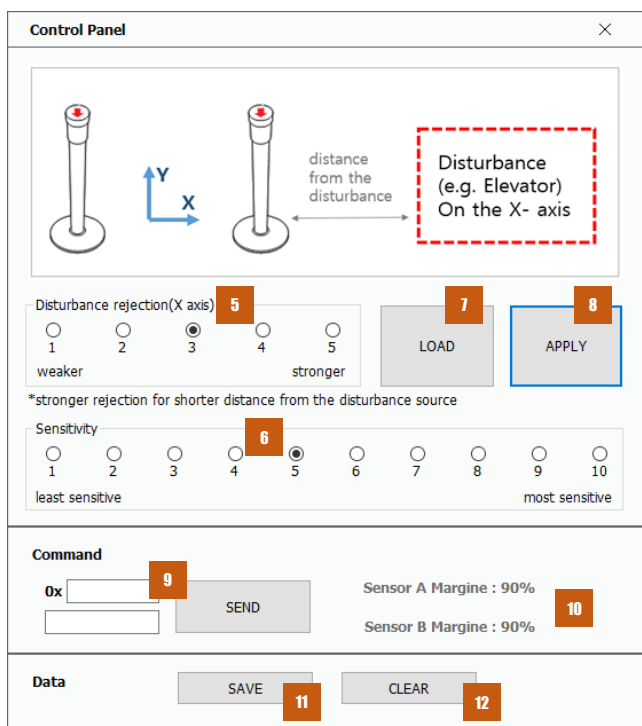 Control Panel
Y
X
distance
from the
disturbance
Disturbance
(e.g. Elevator)
On the X- axis
Disturbance rejection(X axis) 5
1 2 3 4 5
weaker stronger
7
LOAD
8
APPLY
*stronger rejection for shorter distance from the disturbance source
Sensitivity 6
1 2 3 4 5 6 7 8 9 10
least sensitive most sensitive
Command
0x 9
SEND
Sensor A Margine : 90%
10
Sensor B Margine : 90%
Data
SAVE 11
CLEAR 12